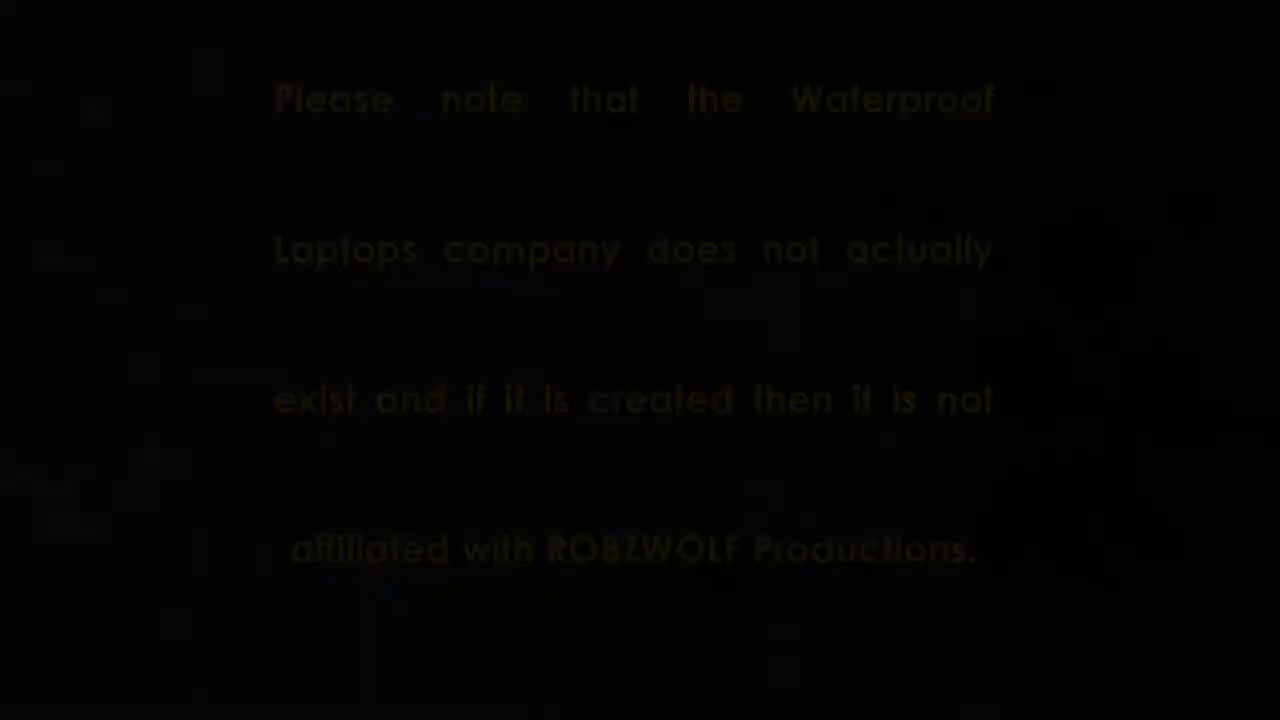 Please note that the Waterproof
Laptops company does not actually
exist and if it is created then it is not
affiliated with ROBZWOLF Productions.